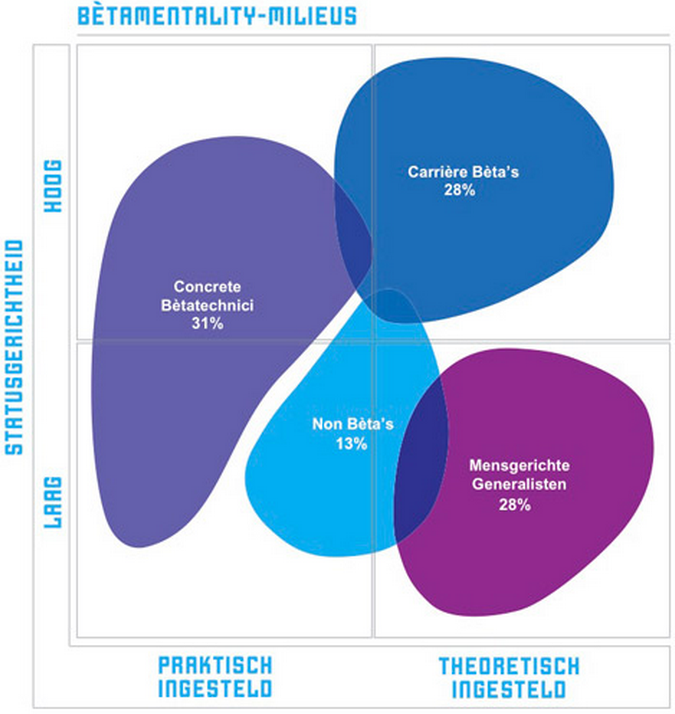 BÈTAMENTALITY-MILIEUS
STATUSGERICHTHEID
HOOG
LAAG
Carrière Bèta's
28%
Concrete
Bètatechnici
31%
Non Bèta's
13%
Mensgerichte
Generalisten
28%
PRAKTISCH
INGESTELD
THEORETISCH
INGESTELD